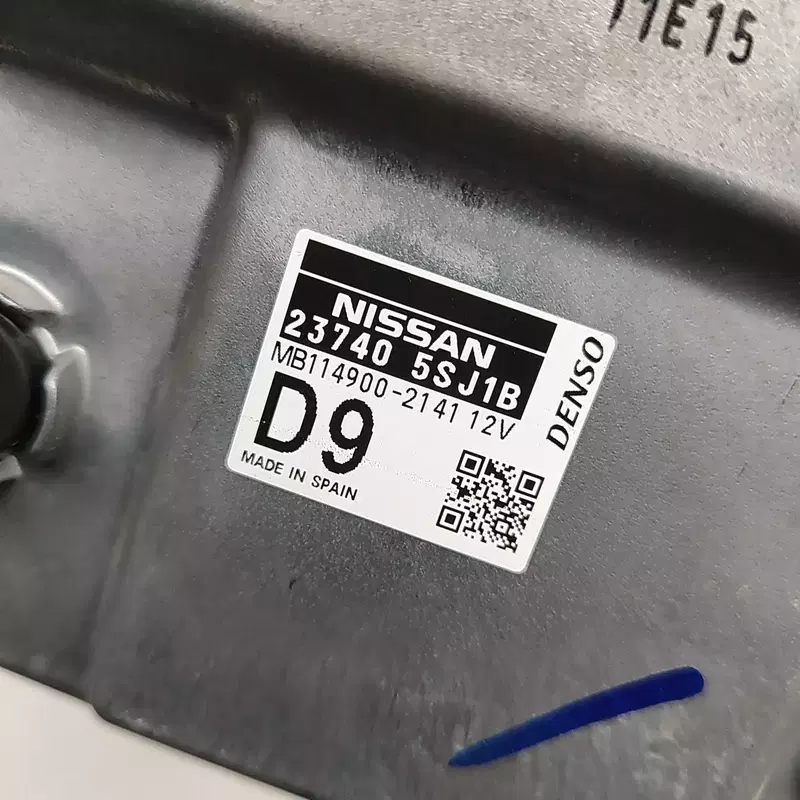 11E15
NISSAN
23740 5SJ1B
MB114900-2141 12V
D9
MADE IN SPAIN
DENSO